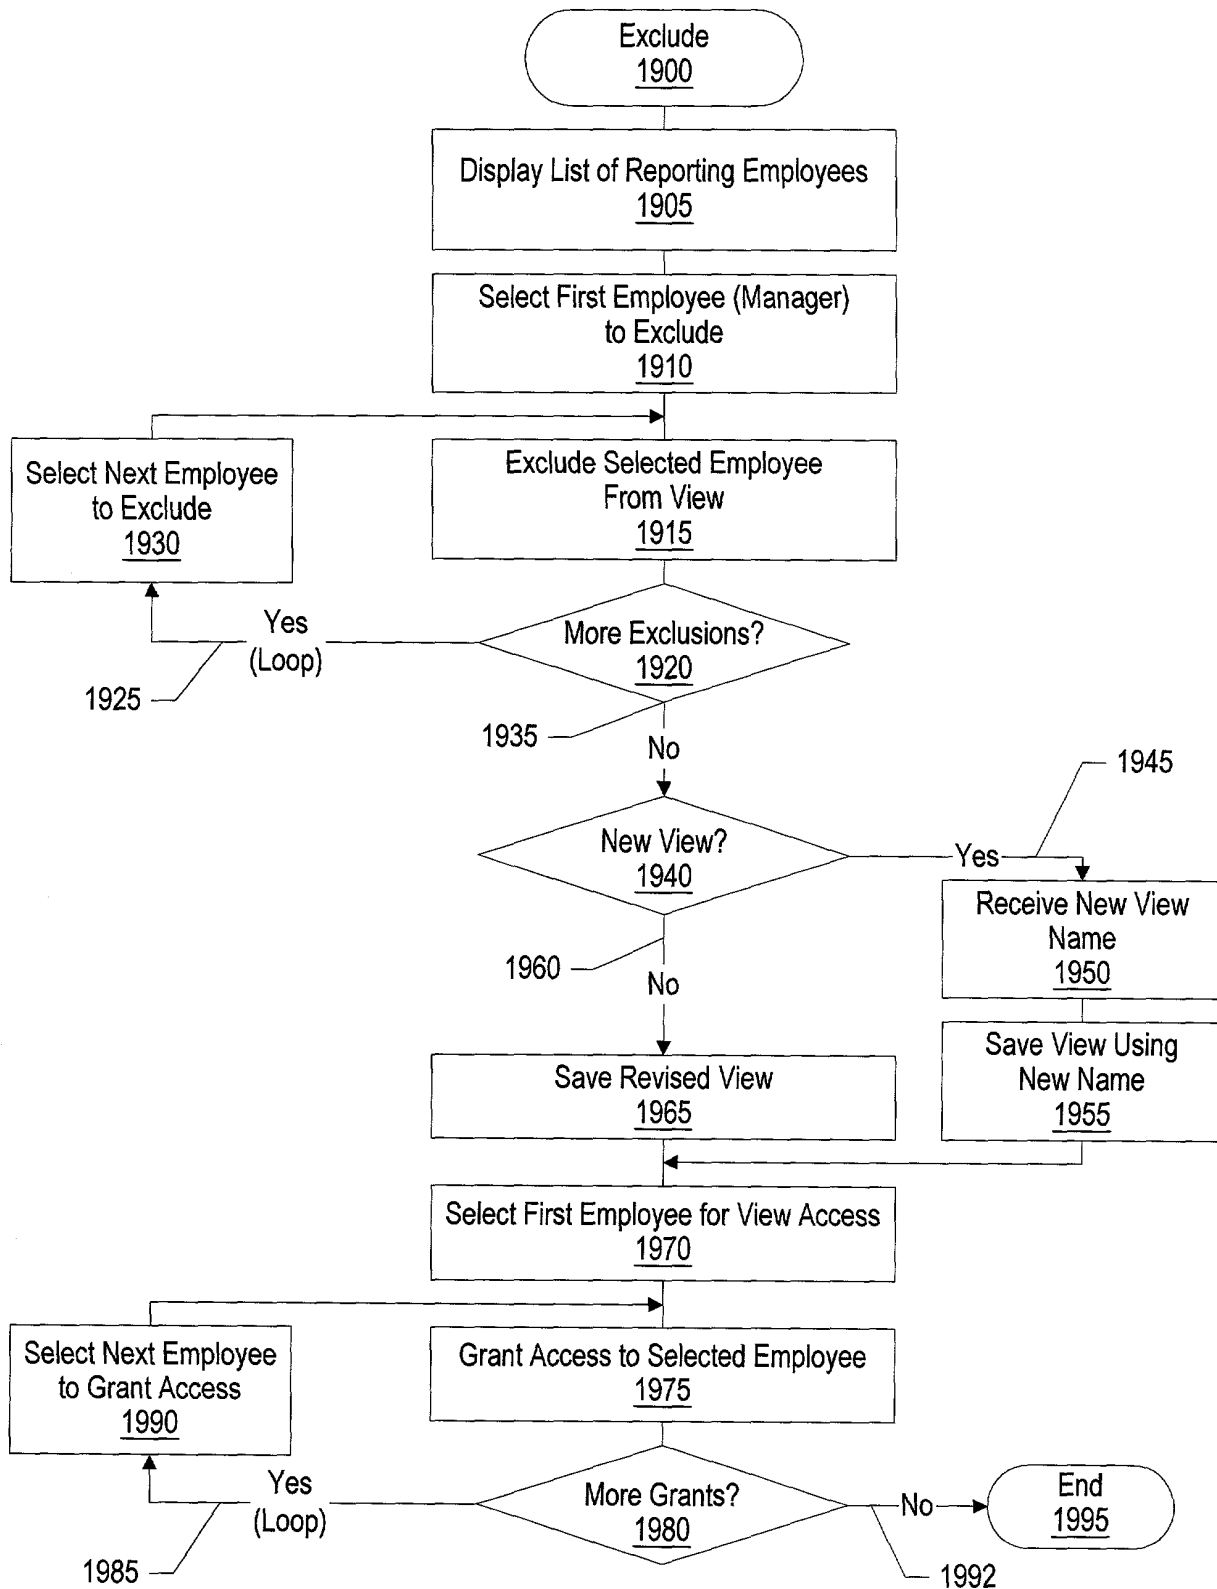 Exclude
1900
Display List of Reporting Employees
1905
Select First Employee (Manager)
to Exclude
1910
Select Next Employee
to Exclude
1930
Exclude Selected Employee
From View
1915
Yes
(Loop)
1925
More Exclusions?
1920
1935
No
1945
New View?
1940
Yes
Receive New View
Name
1950
1960
No
Save View Using
New Name
1955
Save Revised View
1965
Select First Employee for View Access
1970
Select Next Employee
to Grant Access
1990
Grant Access to Selected Employee
1975
Yes
(Loop)
1985
More Grants?
1980
No
1992
End
1995